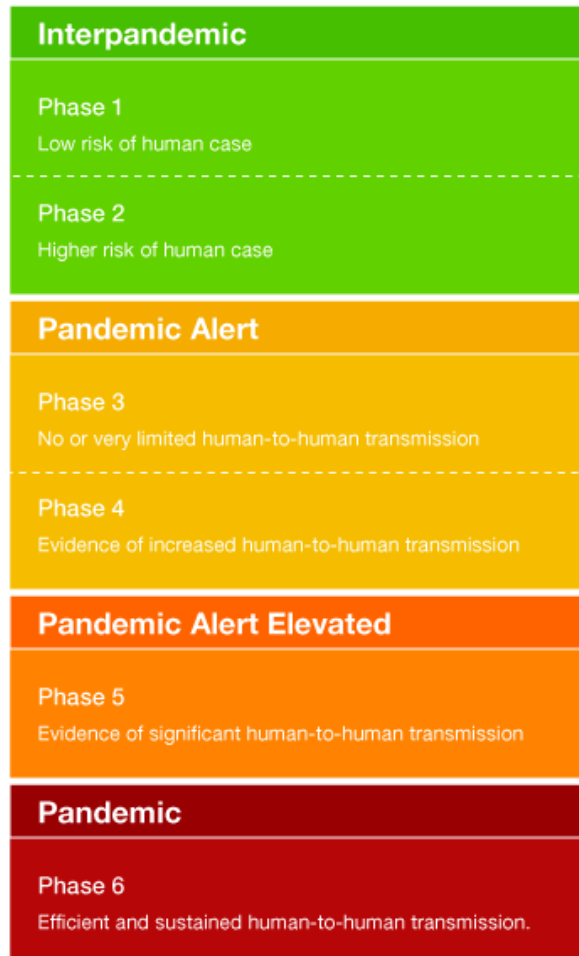 Interpandemic
Phase 1
Low risk of human case
Phase 2
Higher risk of human case
Pandemic Alert
Phase 3
No or very limited human-to-human transmission
Phase 4
Evidence of increased human-to-human transmission
Pandemic Alert Elevated
Phase 5
Evidence of significant human-to-human transmission
Pandemic
Phase 6
Efficient and sustained human-to-human transmission.